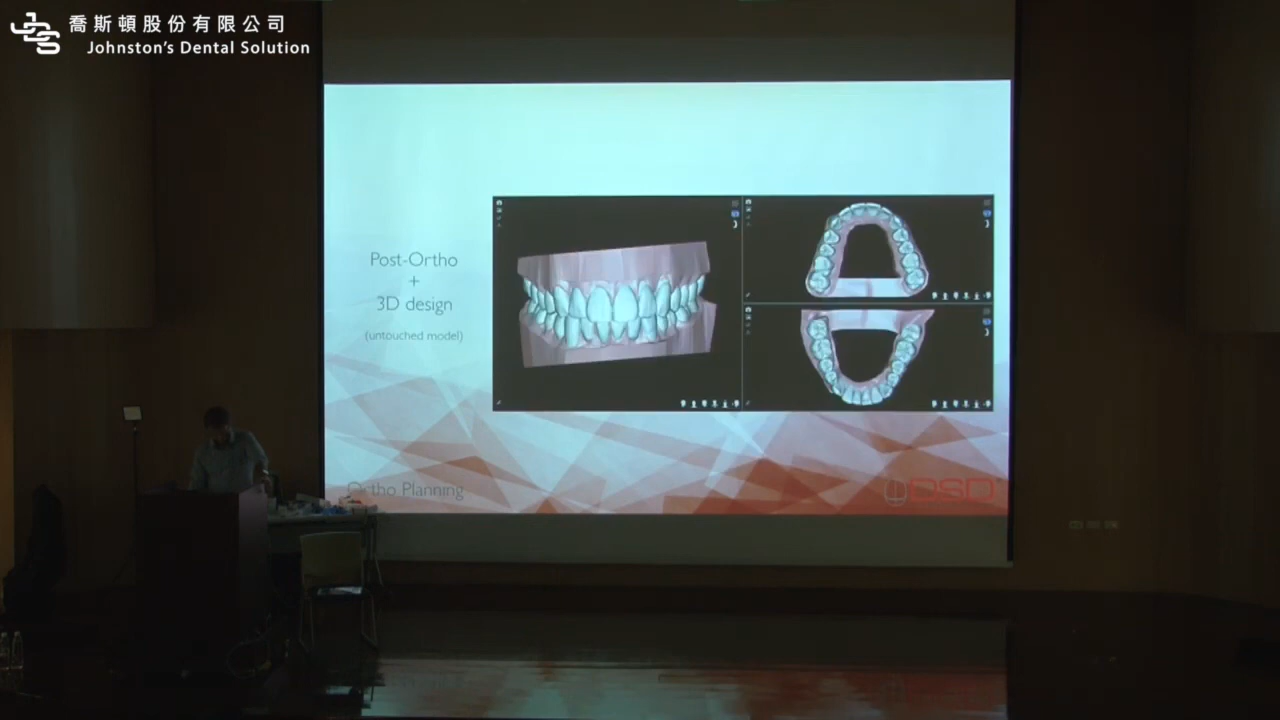 JDS
喬斯頓股份有限公司
Johnston's Dental Solution
Post-Ortho
+
3D design
(untouched model)
Ortho Planning
DSD